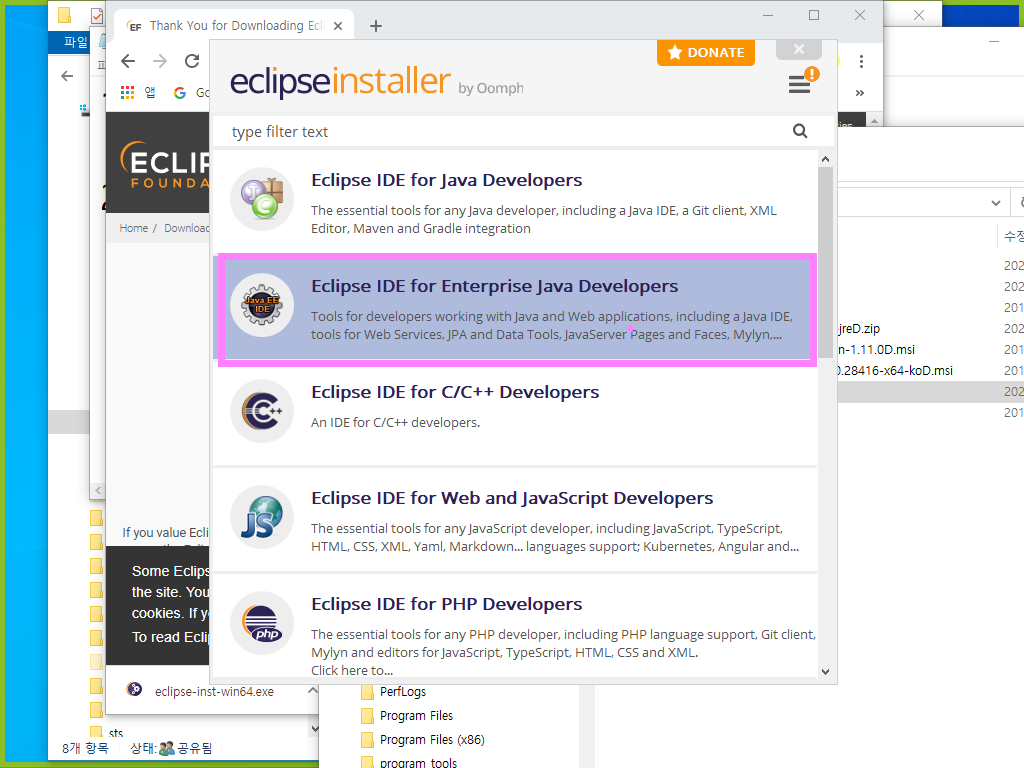 파일
EF Thank You for Downloading Ecl
앱
G Go
DONATE
eclipseinstaller by Oomph
type filter text
ECLIP
FOUNDA
Home / Download
Eclipse IDE for Java Developers
The essential tools for any Java developer, including a Java IDE, a Git client, XML
Editor, Maven and Gradle integration
Java EE
IDE
Eclipse IDE for Enterprise Java Developers
Tools for developers working with Java and Web applications, including a Java IDE,
tools for Web Services, JPA and Data Tools, JavaServer Pages and Faces, Mylyn,...
C++
Eclipse IDE for C/C++ Developers
An IDE for C/C++ developers.
JS
Eclipse IDE for Web and JavaScript Developers
The essential tools for any JavaScript developer, including JavaScript, TypeScript,
HTML, CSS, XML, Yaml, Markdown... languages support; Kubernetes, Angular and...
php
Eclipse IDE for PHP Developers
The essential tools for any PHP developer, including PHP language support, Git client,
Mylyn and editors for JavaScript, TypeScript, HTML, CSS and XML.
Click here to...
수정
202
202
201
-jreD.zip 202
n-1.11.0D.msi 201
0.28416-x64-koD.msi 201
202
201
If you value Ecli
Some Eclips
the site. You
cookies. If y
To read Ecli
eclipse-inst-win64.exe
sts
8개 항목 상태: 공유됨
PerfLogs
Program Files
Program Files (x86)
program tools